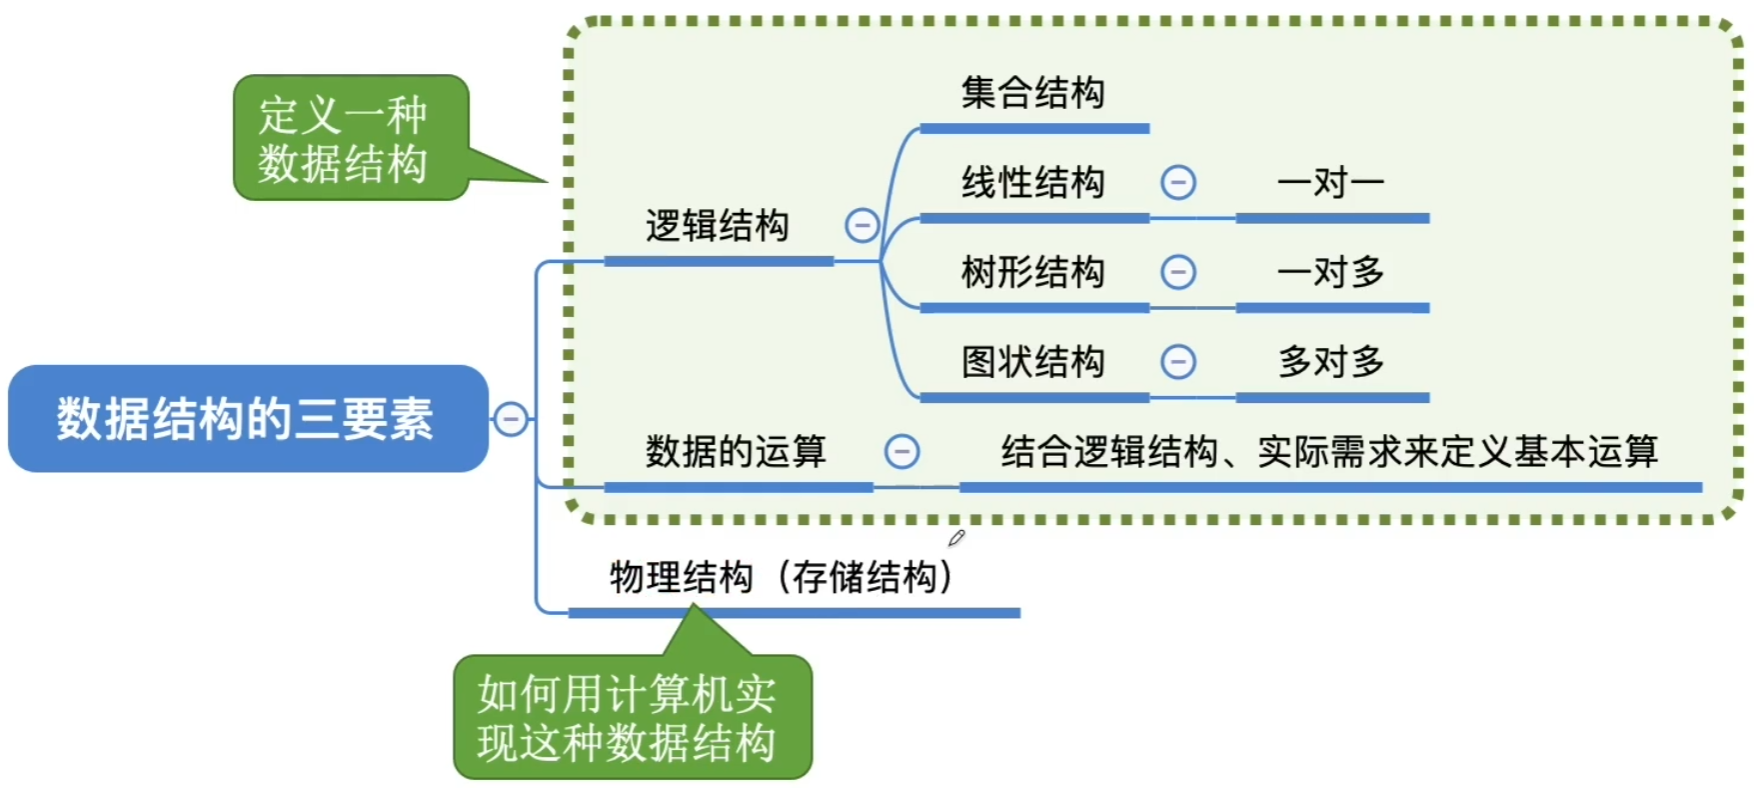 定义一种
数据结构
集合结构
线性结构
一对一
逻辑结构
树形结构
一对多
图状结构
多对多
数据结构的三要素
数据的运算
结合逻辑结构、实际需求来定义基本运算
物理结构（存储结构）
如何用计算机实
现这种数据结构